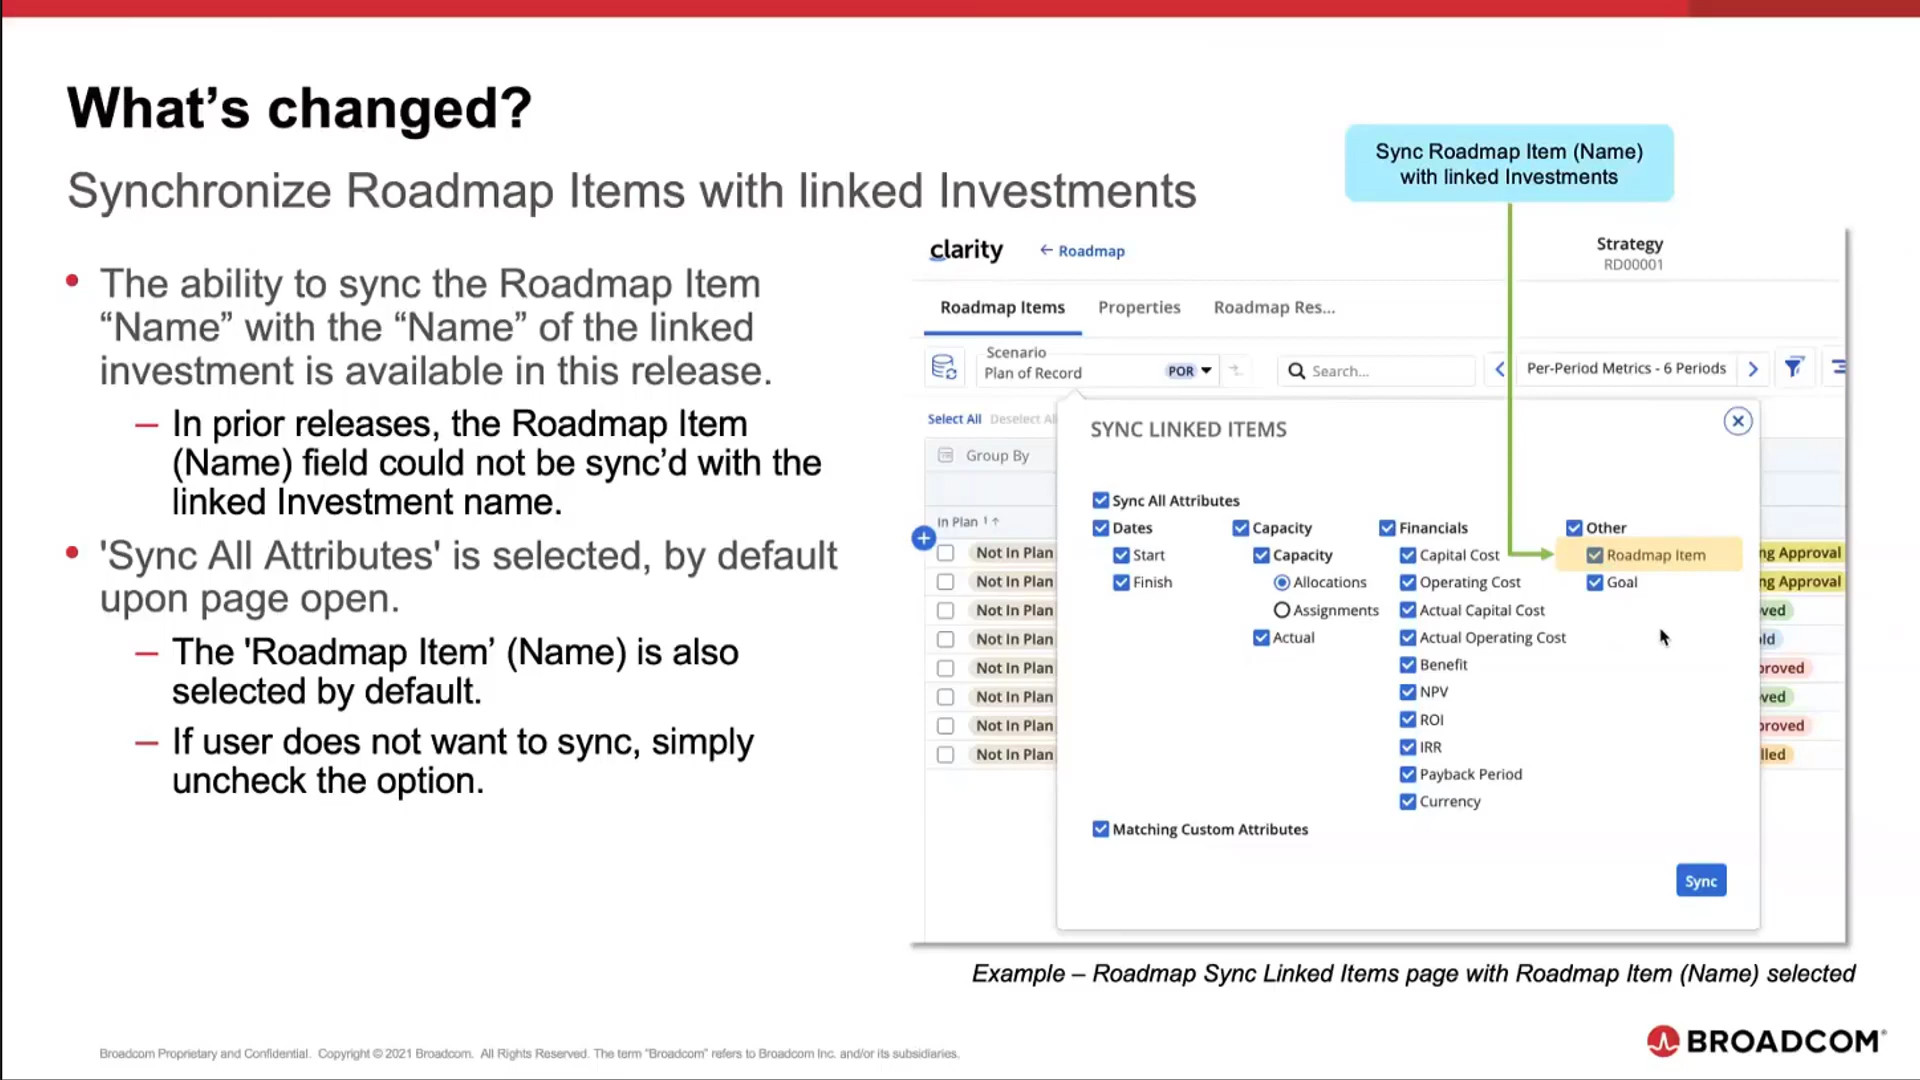 What's changed?
Synchronize Roadmap Items with linked Investments
• The ability to sync the Roadmap Item
“Name” with the “Name” of the linked
investment is available in this release.
– In prior releases, the Roadmap Item
(Name) field could not be sync’d with the
linked Investment name.
• 'Sync All Attributes' is selected, by default
upon page open.
– The 'Roadmap Item’ (Name) is also
selected by default.
– If user does not want to sync, simply
uncheck the option.
Sync Roadmap Item (Name)
with linked Investments
clarity
← Roadmap
Strategy
RD00001
Roadmap Items Properties Roadmap Res...
Scenario
Plan of Record POR
Search...
Per-Period Metrics - 6 Periods
Select All Deselect Al
Group By
In Plan 1 ↑
Not In Plan
Not In Plan
Not In Plan
Not In Plan
Not In Plan
Not In Plan
Not In Plan
Not In Plan
SYNC LINKED ITEMS
Sync All Attributes
Dates
Start
Finish
Capacity
Capacity
Allocations
Assignments
Actual
Financials
Capital Cost
Operating Cost
Actual Capital Cost
Actual Operating Cost
Benefit
NPV
ROI
IRR
Payback Period
Currency
Other
Roadmap Item
Goal
Matching Custom Attributes
Sync
ng Approval
ng Approval
ved
ld
proved
ved
proved
lled
Example – Roadmap Sync Linked Items page with Roadmap Item (Name) selected
Broadcom Proprietary and Confidential. Copyright © 2021 Broadcom. All Rights Reserved. The term “Broadcom” refers to Broadcom Inc. and/or its subsidiaries.
BROADCOM®